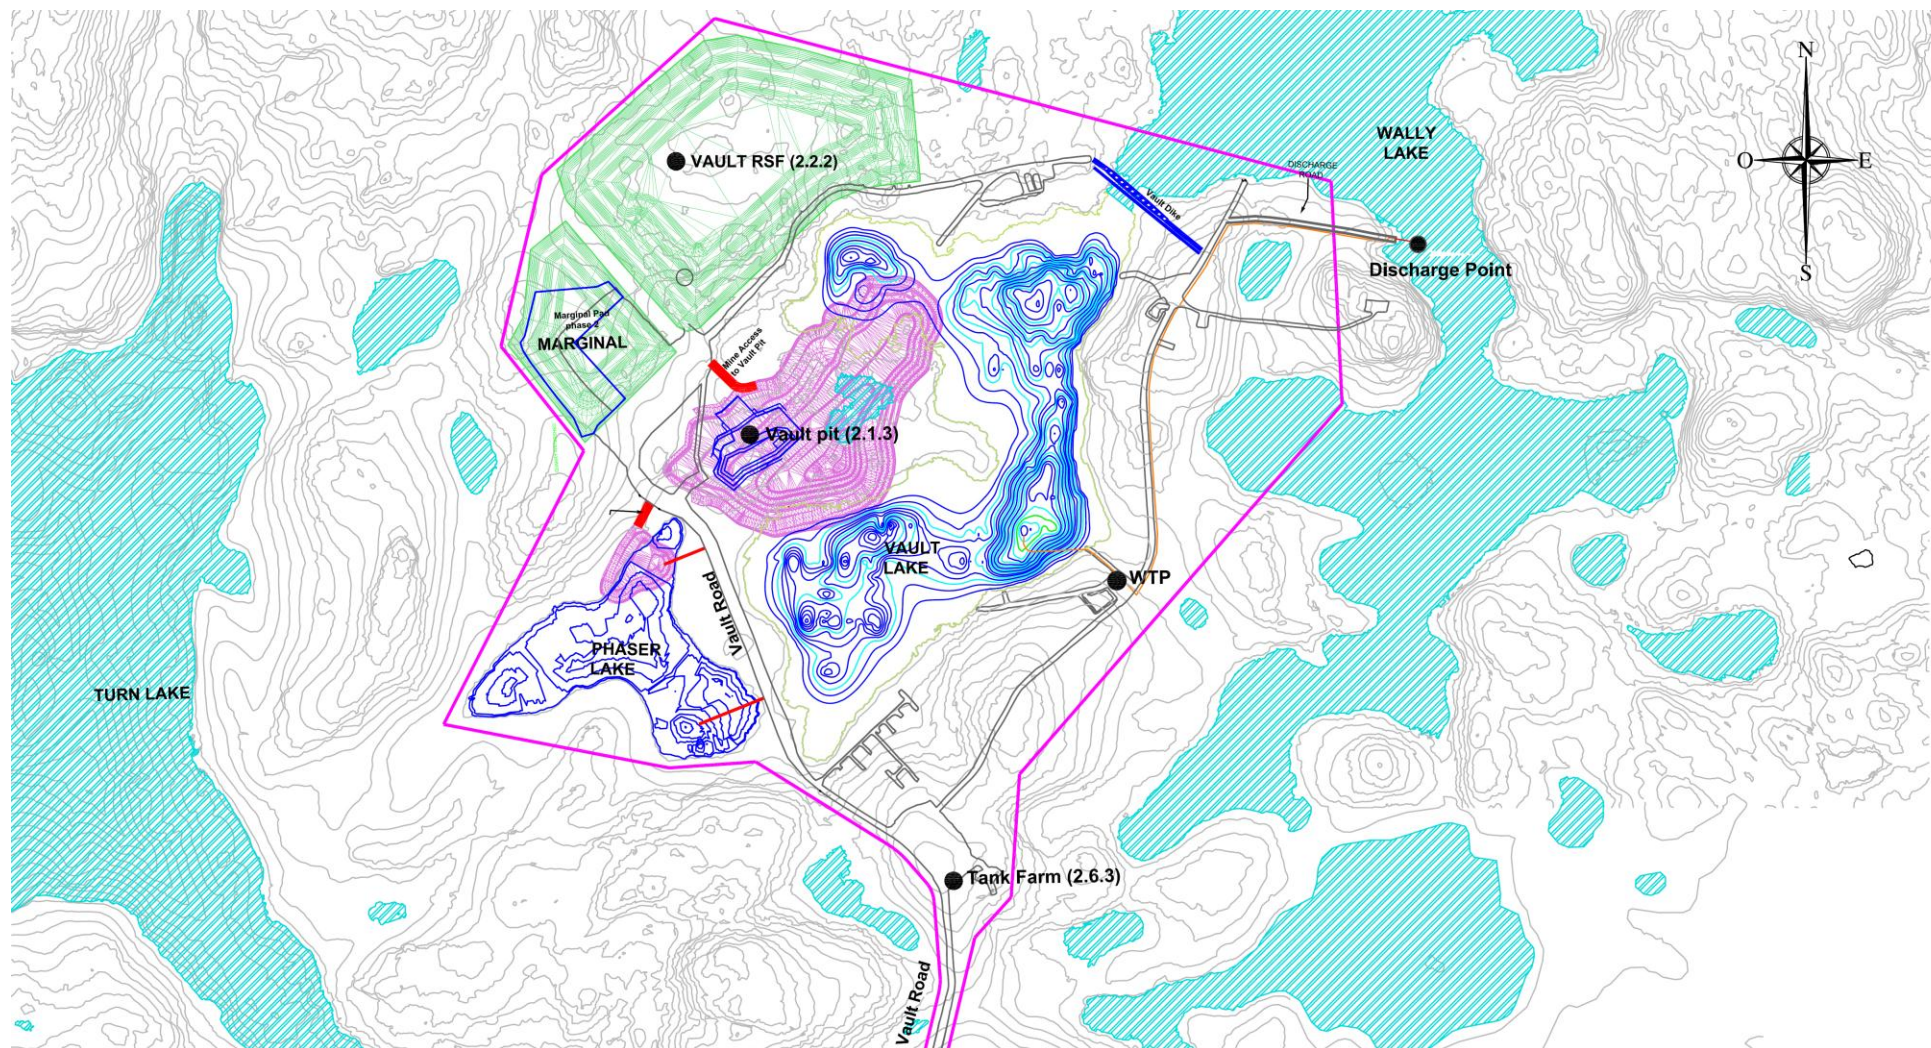 N
WALLY
LAKE
VAULT RSF (2.2.2)
O
E
DISCHARGE
ROAD
Vault Dike
S
Discharge Point
Marginal Pad
phase 2
MARGINAL
Mine Access
to Vault Pit
Vault pit (2.1.3)
VAULT
LAKE
WTP
Vault Road
PHASER
LAKE
TURN LAKE
Tank Farm (2.6.3)
Vault Road